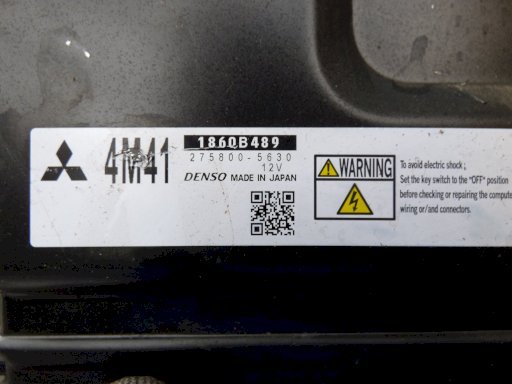 4M41
1860B489
275800-5630
12V
DENSO MADE IN JAPAN
WARNING
To avoid electric shock ;
Set the key switch to the "OFF" position
before checking or repairing the compute
wiring or/and connectors.